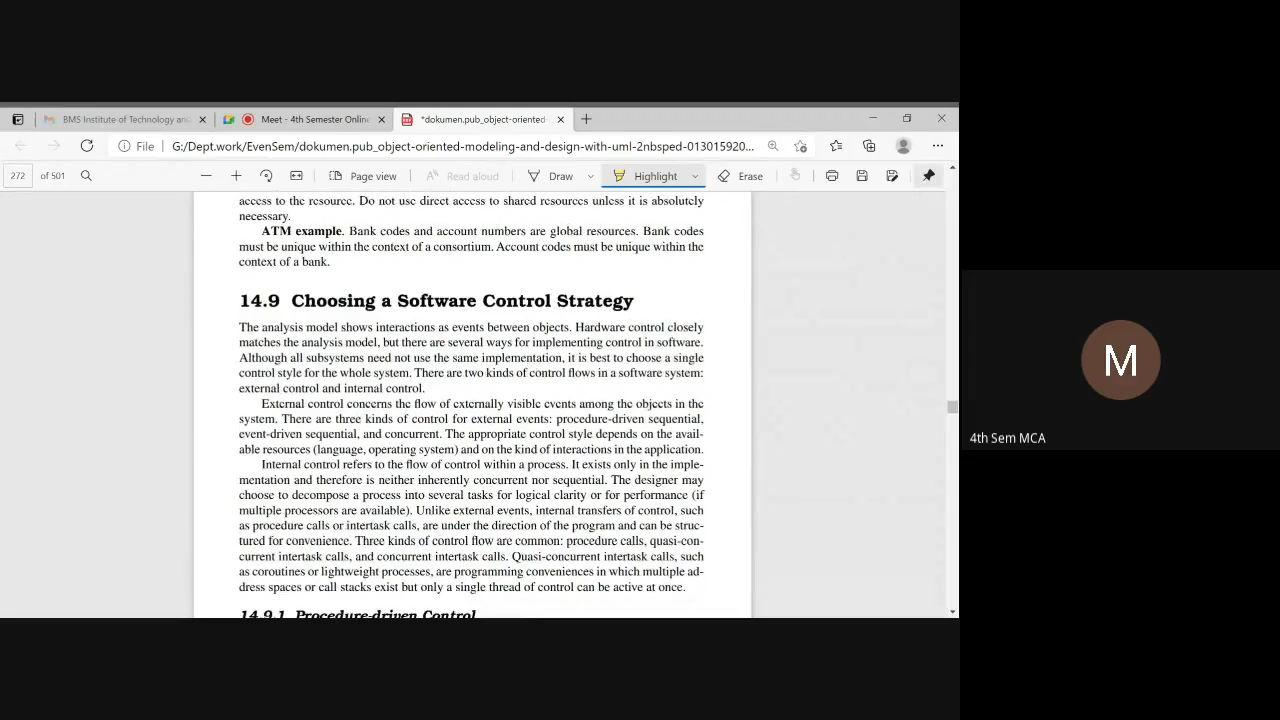 BMS Institute of Technology and
Meet - 4th Semester Online
*dokumen.pub_object-oriented-
File
G:/Dept.work/EvenSem/dokumen.pub_object-oriented-modeling-and-design-with-uml-2nbsped-013015920...
272 of 501
Page view
Read aloud
Draw
Highlight
Erase
access to the resource. Do not use direct access to shared resources unless it is absolutely
necessary.
ATM example. Bank codes and account numbers are global resources. Bank codes
must be unique within the context of a consortium. Account codes must be unique within the
context of a bank.
14.9 Choosing a Software Control Strategy
The analysis model shows interactions as events between objects. Hardware control closely
matches the analysis model, but there are several ways for implementing control in software.
Although all subsystems need not use the same implementation, it is best to choose a single
control style for the whole system. There are two kinds of control flows in a software system:
external control and internal control.
External control concerns the flow of externally visible events among the objects in the
system. There are three kinds of control for external events: procedure-driven sequential,
event-driven sequential, and concurrent. The appropriate control style depends on the avail-
able resources (language, operating system) and on the kind of interactions in the application.
Internal control refers to the flow of control within a process. It exists only in the imple-
mentation and therefore is neither inherently concurrent nor sequential. The designer may
choose to decompose a process into several tasks for logical clarity or for performance (if
multiple processors are available). Unlike external events, internal transfers of control, such
as procedure calls or intertask calls, are under the direction of the program and can be struc-
tured for convenience. Three kinds of control flow are common: procedure calls, quasi-con-
current intertask calls, and concurrent intertask calls. Quasi-concurrent intertask calls, such
as coroutines or lightweight processes, are programming conveniences in which multiple ad-
dress spaces or call stacks exist but only a single thread of control can be active at once.
14.9.1 Procedure-driven Control
M
4th Sem MCA